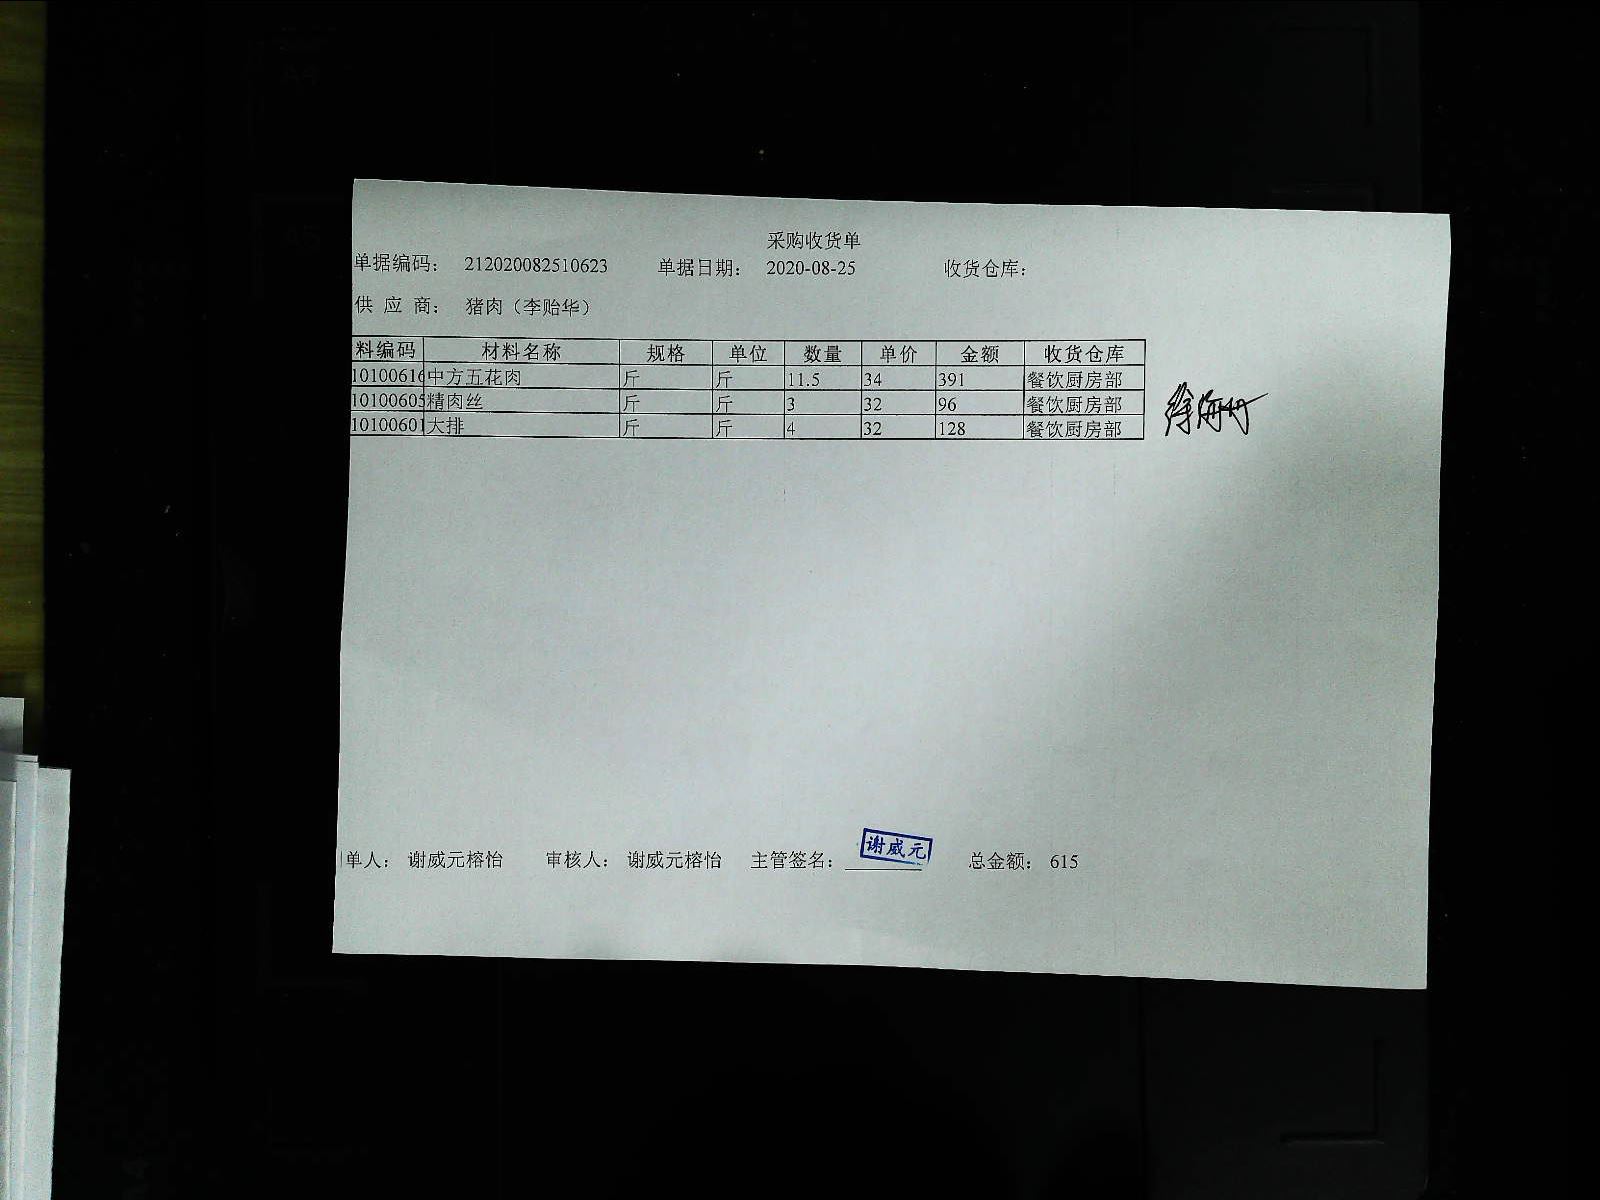 采购收货单
单据编码： 212020082510623 单据日期： 2020-08-25 收货仓库：
供 应 商： 猪肉（李贻华）
料编码 材料名称 规格 单位 数量 单价 金额 收货仓库
10100616 中方五花肉 斤 斤 11.5 34 391 餐饮厨房部
10100605 精肉丝 斤 斤 3 32 96 餐饮厨房部
10100601 大排 斤 斤 4 32 128 餐饮厨房部
单人： 谢威元榕怡 审核人： 谢威元榕怡 主管签名： 谢威元 总金额： 615